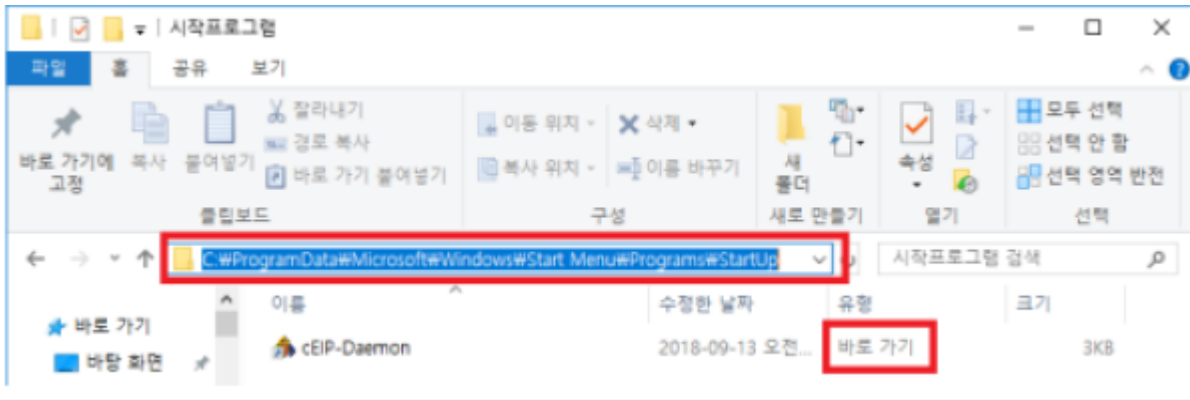 시작프로그램
파일 홈 공유 보기
바로 가기에 고정
복사
붙여넣기
잘라내기
경로 복사
바로 가기 붙여넣기
클립보드
이동 위치
복사 위치
삭제
이름 바꾸기
구성
새 폴더
새로 만들기
속성
열기
모두 선택
선택 안 함
선택 영역 반전
선택
C:₩ProgramData₩Microsoft₩Windows₩Start Menu₩Programs₩StartUp
시작프로그램 검색
바로 가기
바탕 화면
이름 수정한 날짜 유형 크기
cEIP-Daemon 2018-09-13 오전... 바로 가기 3KB